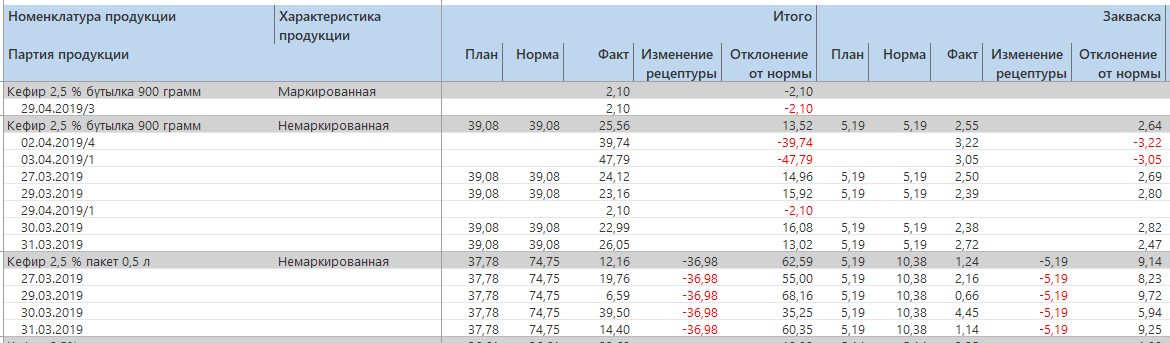 Номенклатура продукции Характеристика продукции Итого Закваска
Партия продукции План Норма Факт Изменение рецептуры Отклонение от нормы План Норма Факт Изменение рецептуры Отклонение от нормы
Кефир 2,5 % бутылка 900 грамм Маркированная 2,10 -2,10
29.04.2019/3 2,10 -2,10
Кефир 2,5 % бутылка 900 грамм Немаркированная 39,08 39,08 25,56 13,52 5,19 5,19 2,55 2,64
02.04.2019/4 39,74 -39,74 3,22 -3,22
03.04.2019/1 47,79 -47,79 3,05 -3,05
27.03.2019 39,08 39,08 24,12 14,96 5,19 5,19 2,50 2,69
29.03.2019 39,08 39,08 23,16 15,92 5,19 5,19 2,39 2,80
29.04.2019/1 2,10 -2,10
30.03.2019 39,08 39,08 22,99 16,08 5,19 5,19 2,38 2,82
31.03.2019 39,08 39,08 26,05 13,02 5,19 5,19 2,72 2,47
Кефир 2,5 % пакет 0,5 л Немаркированная 37,78 74,75 12,16 -36,98 62,59 5,19 10,38 1,24 -5,19 9,14
27.03.2019 37,78 74,75 19,76 -36,98 55,00 5,19 10,38 2,16 -5,19 8,23
29.03.2019 37,78 74,75 6,59 -36,98 68,16 5,19 10,38 0,66 -5,19 9,72
30.03.2019 37,78 74,75 39,50 -36,98 35,25 5,19 10,38 4,45 -5,19 5,94
31.03.2019 37,78 74,75 14,40 -36,98 60,35 5,19 10,38 1,14 -5,19 9,25